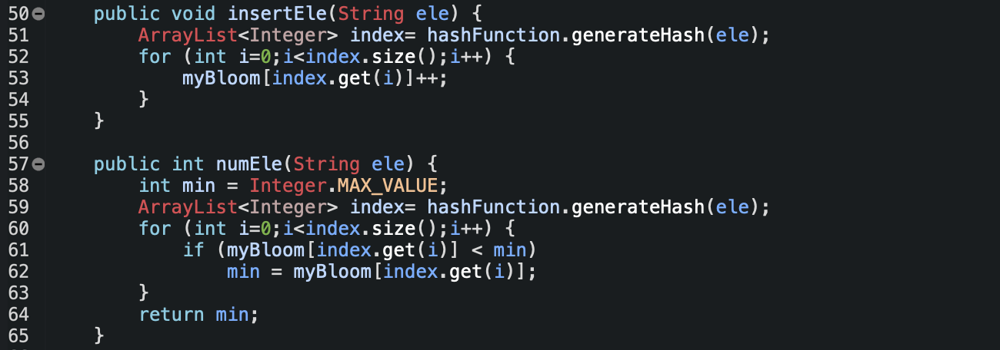 50 public void insertEle(String ele) {
51 ArrayList<Integer> index= hashFunction.generateHash(ele);
52 for (int i=0;i<index.size();i++) {
53 myBloom[index.get(i)]++;
54 }
55 }
56
57 public int numEle(String ele) {
58 int min = Integer.MAX_VALUE;
59 ArrayList<Integer> index= hashFunction.generateHash(ele);
60 for (int i=0;i<index.size();i++) {
61 if (myBloom[index.get(i)] < min)
62 min = myBloom[index.get(i)];
63 }
64 return min;
65 }